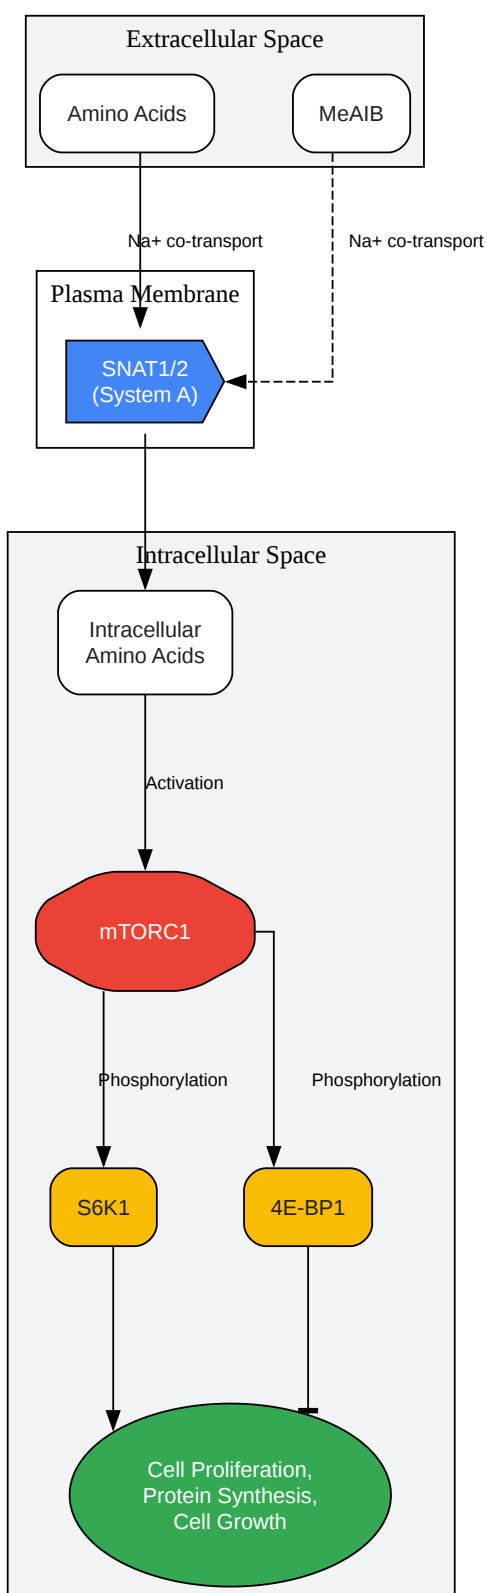 Extracellular Space
Amino Acids
MeAIB
Na+ co-transport
Na+ co-transport
Plasma Membrane
SNAT1/2
(System A)
Intracellular Space
Intracellular
Amino Acids
Activation
mTORC1
Phosphorylation
Phosphorylation
S6K1
4E-BP1
Cell Proliferation,
Protein Synthesis,
Cell Growth